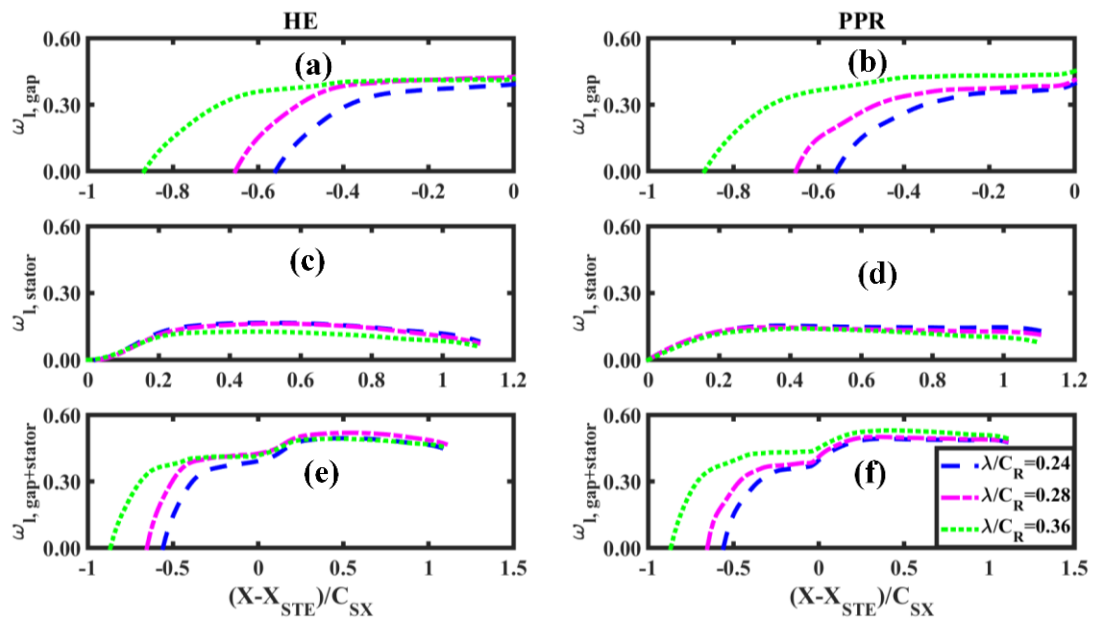 HE PPR
0.60 (a) 0.60 (b)
ω1, gap 0.30 ω1, gap 0.30
0.00 0.00
-1 -0.8 -0.6 -0.4 -0.2 0 -1 -0.8 -0.6 -0.4 -0.2 0
0.60 (c) 0.60 (d)
ω1, stator 0.30 ω1, stator 0.30
0.00 0.00
0 0.2 0.4 0.6 0.8 1 1.2 0 0.2 0.4 0.6 0.8 1 1.2
0.60 0.60
ω1, gap+stator 0.30 (e) ω1, gap+stator 0.30 (f)
λ/CR=0.24
λ/CR=0.28
λ/CR=0.36
0.00 0.00
-1 -0.5 0 0.5 1 1.5 -1 -0.5 0 0.5 1 1.5
(X-XSTE)/CSX (X-XSTE)/CSX